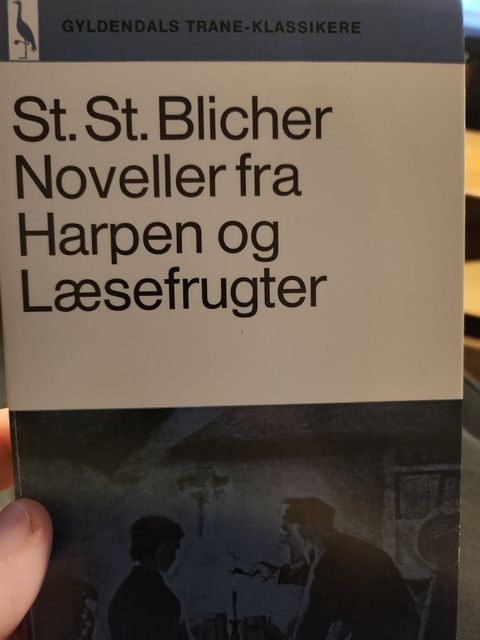 GYLDENDALS TRANE-KLASSIKERE
St. St. Blicher
Noveller fra
Harpen og
Læsefrugter